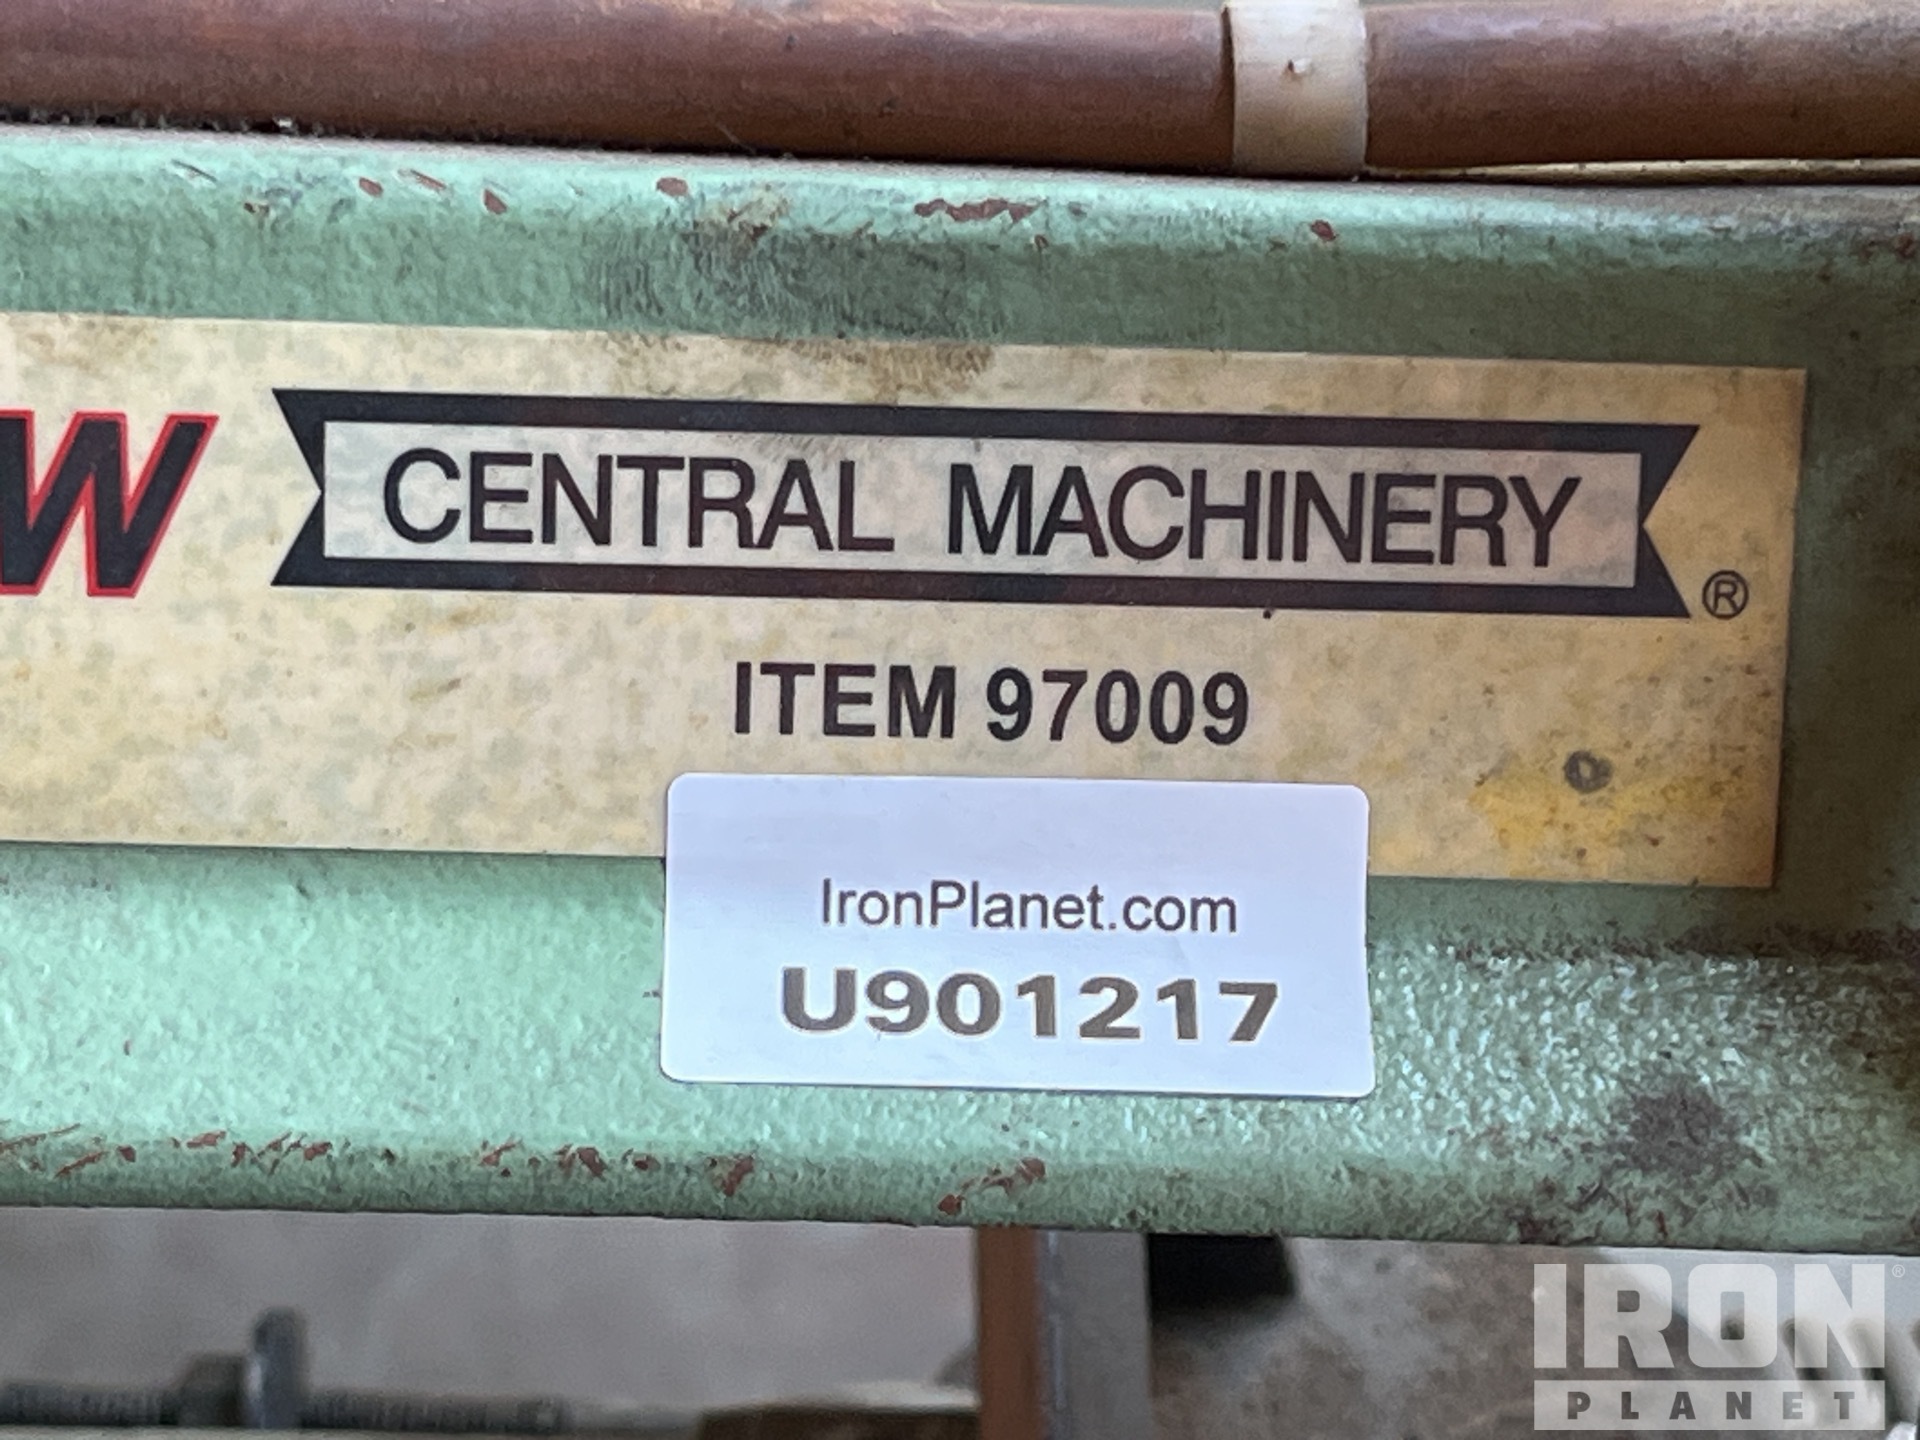 W CENTRAL MACHINERY ®
ITEM 97009
IronPlanet.com
U901217
IRON ®
PLANET